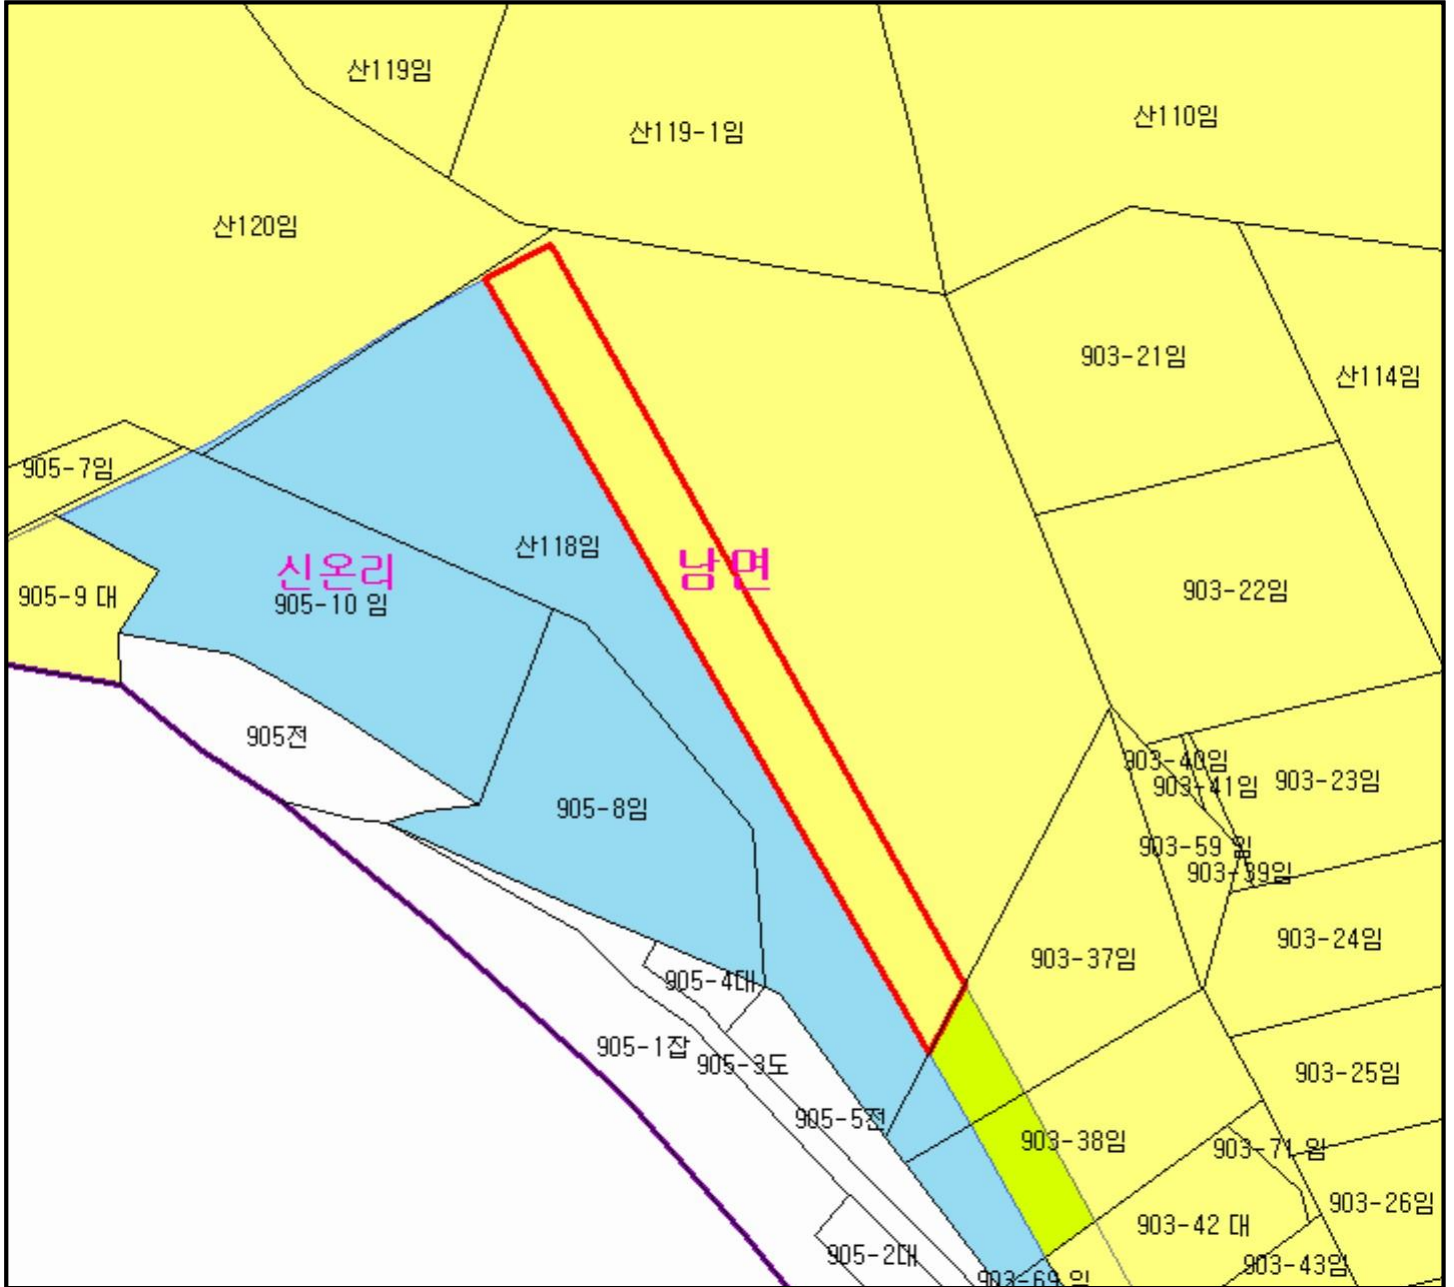 산119임
산119-1임
산110임
산120임
903-21임
산114임
905-7임
산118임
신온리
남면
905-9 대
905-10 임
903-22임
905전
903-40임
903-41임
903-23임
905-8임
903-59 임
903-39임
903-24임
903-37임
905-4대
905-1잡
905-3도
903-25임
905-5전
903-38임
903-71 임
903-26임
903-42 대
905-2대
903-43임
903-69 임